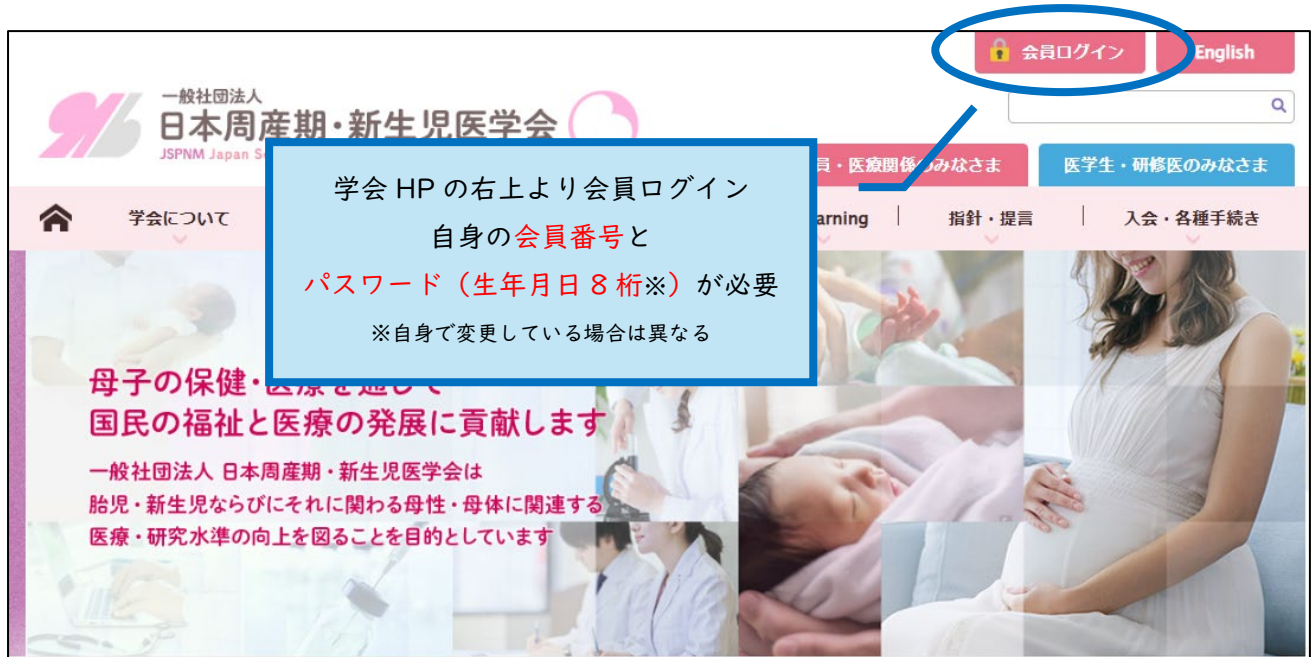 会員ログイン
English
一般社団法人
日本周産期・新生児医学会
JSPNM Japan
員・医療関係のみなさま
医学生・研修医のみなさま
学会について
arning
指針・提言
入会・各種手続き
学会 HP の右上より会員ログイン
自身の会員番号と
パスワード（生年月日 8 桁※）が必要
※自身で変更している場合は異なる
母子の保健・医療を通じて
国民の福祉と医療の発展に貢献します
一般社団法人 日本周産期・新生児医学会は
胎児・新生児ならびにそれに関わる母性・母体に関連する
医療・研究水準の向上を図ることを目的としています